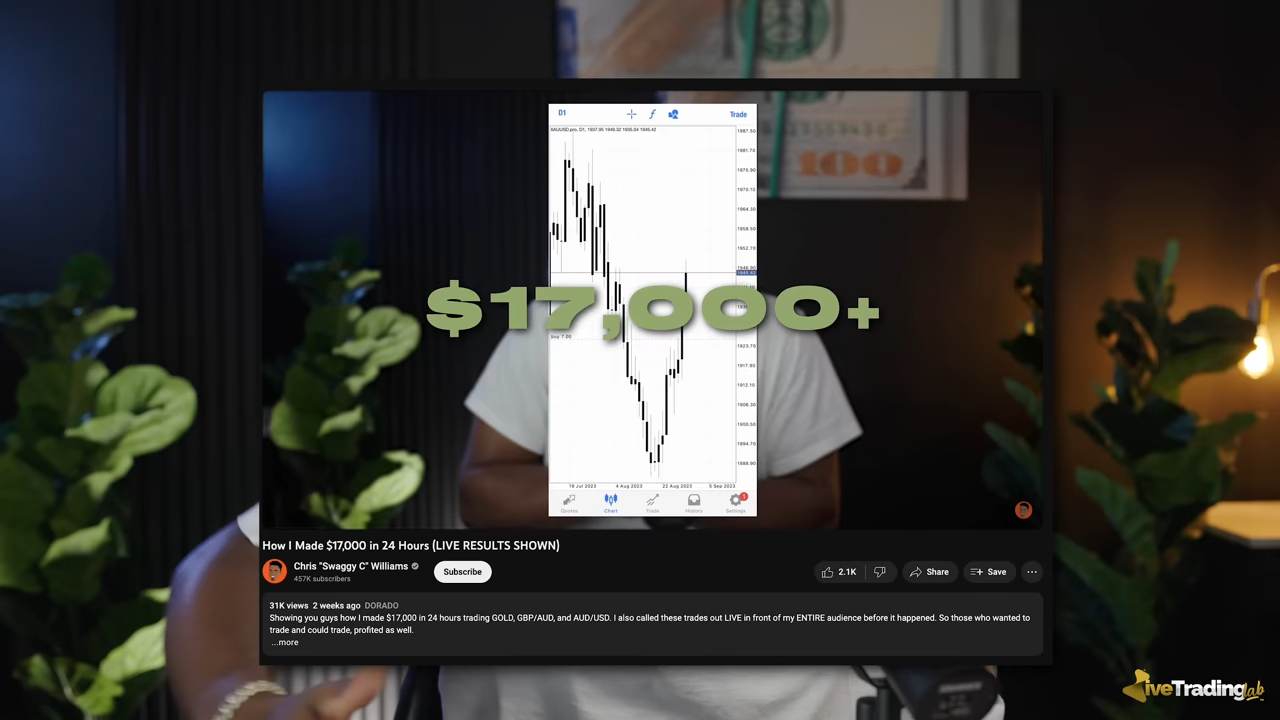 D1
Trade
XAUUSD.pro, D1, 1937.95 1949.32 1935.04 1945.42
1987.50
1981.70
1975.90
1970.10
1964.30
1958.50
1952.70
1946.90
1945.42
$17,000+
buy 7.00
1923.70
1917.90
1912.10
1906.30
1900.50
1894.70
1888.90
19 Jul 2023 4 Aug 2023 22 Aug 2023 5 Sep 2023
Quotes Chart Trade History Settings
1
100
How I Made $17,000 in 24 Hours (LIVE RESULTS SHOWN)
Chris "Swaggy C" Williams
457K subscribers
Subscribe
2.1K
Share
Save
31K views 2 weeks ago DORADO
Showing you guys how I made $17,000 in 24 hours trading GOLD, GBP/AUD, and AUD/USD. I also called these trades out LIVE in front of my ENTIRE audience before it happened. So those who wanted to
trade and could trade, profited as well.
...more
LiveTradingLab